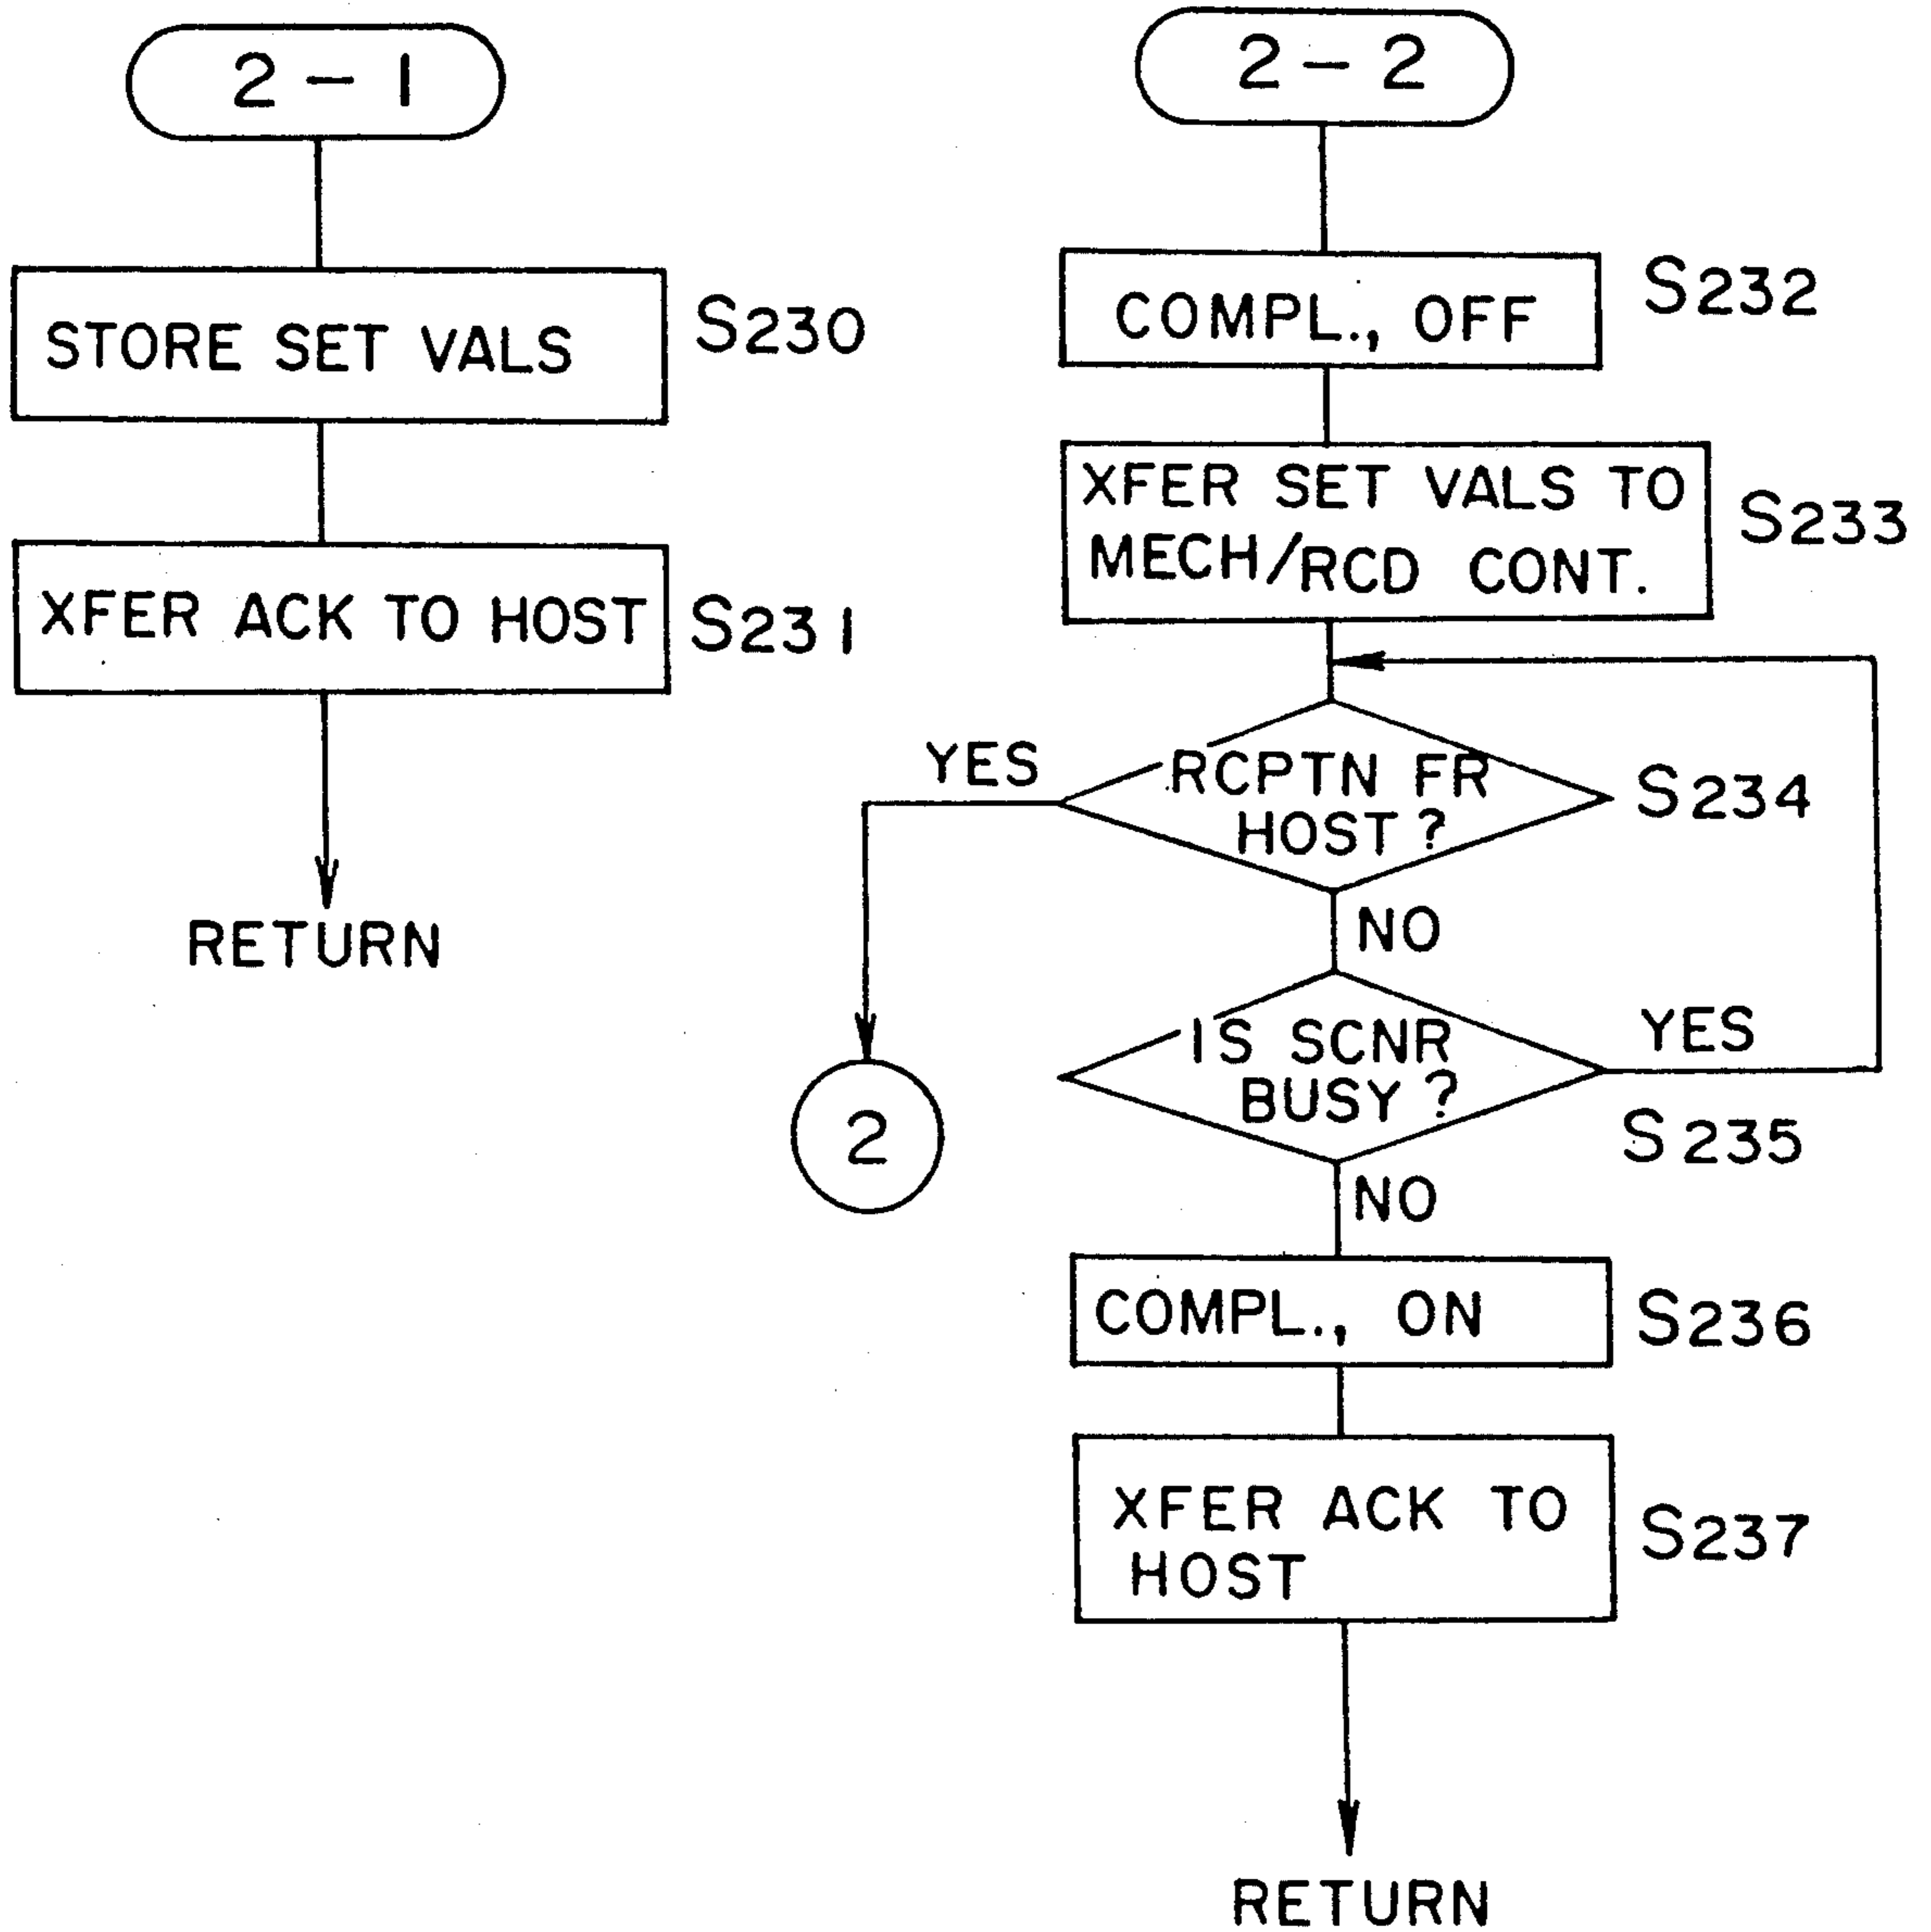 2-1
STORE SET VALS
S230
XFER ACK TO HOST
S231
RETURN
2-2
COMPL., OFF
S232
XFER SET VALS TO
MECH/RCD CONT.
S233
RCPTN FR
HOST?
S234
YES
2
NO
IS SCNR
BUSY?
YES
S235
NO
COMPL., ON
S236
XFER ACK TO
HOST
S237
RETURN